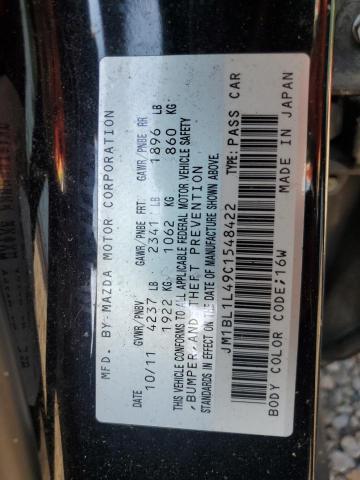 MFD. BY MAZDA MOTOR CORPORATION
DATE GVWR/PNBV GAWR/PNBE FRT GAWR/PNBE RR
10/11 4237 LB 2341 LB 1896 LB
1922 KG 1062 KG 860 KG
THIS VEHICLE CONFORMS TO ALL APPLICABLE FEDERAL MOTOR VEHICLE SAFETY
, BUMPER, AND THEFT PREVENTION
STANDARDS IN EFFECT ON THE DATE OF MANUFACTURE SHOWN ABOVE.
JM1BL1L49C1548422 TYPE: PASS CAR
BODY COLOR CODE: 16W MADE IN JAPAN